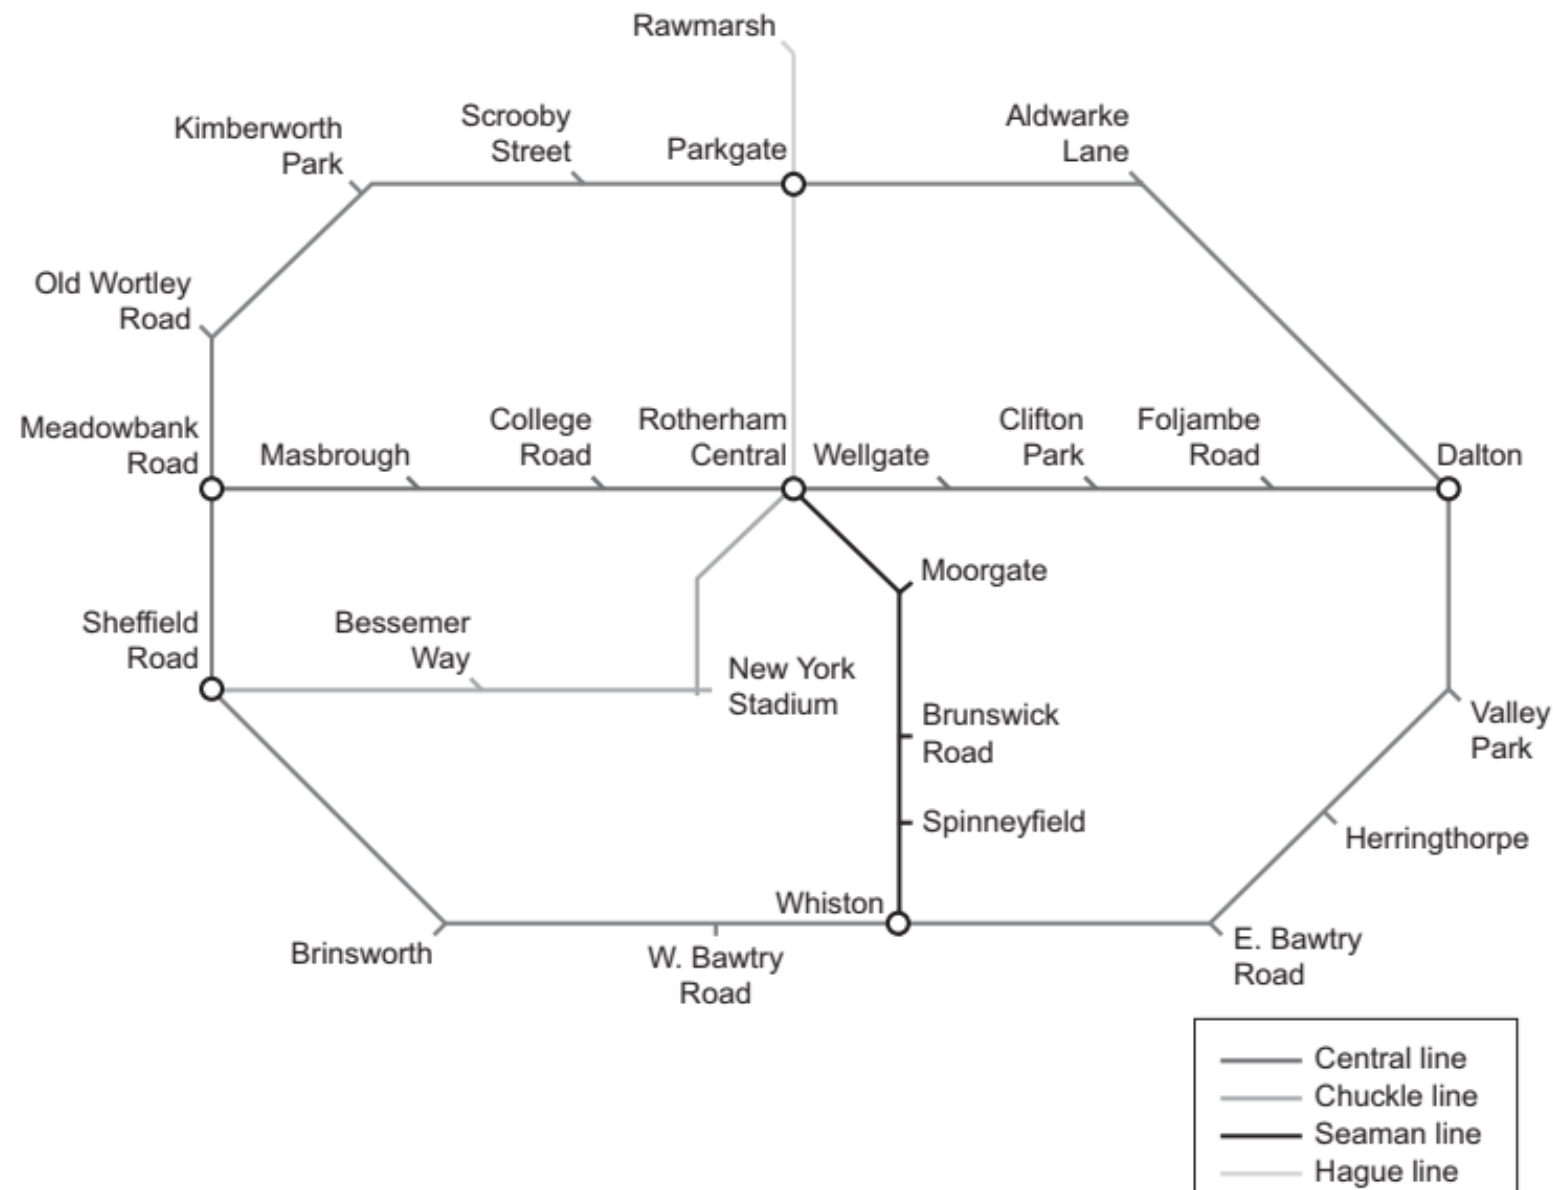 Rawmarsh
Kimberworth
Park
Scrooby
Street
Parkgate
Aldwarke
Lane
Old Wortley
Road
Meadowbank
Road
Masbrough
College
Road
Rotherham
Central
Wellgate
Clifton
Park
Foljambe
Road
Dalton
Moorgate
Sheffield
Road
Bessemer
Way
New York
Stadium
Brunswick
Road
Valley
Park
Spinneyfield
Herringthorpe
Whiston
Brinsworth
W. Bawtry
Road
E. Bawtry
Road
Central line
Chuckle line
Seaman line
Hague line